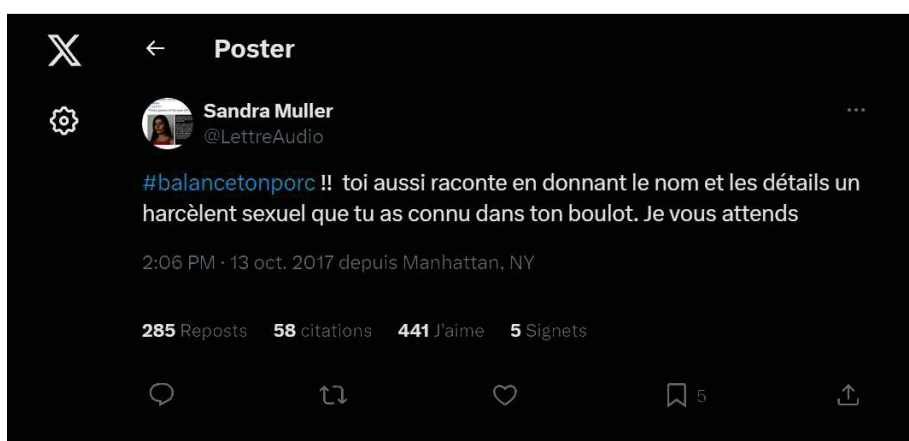 Poster
Sandra Muller
@LettreAudio
#balancetonporc !! toi aussi raconte en donnant le nom et les détails un
harcèlent sexuel que tu as connu dans ton boulot. Je vous attends
2:06 PM · 13 oct. 2017 depuis Manhattan, NY
285 Reposts 58 citations 441 J'aime 5 Signets
5